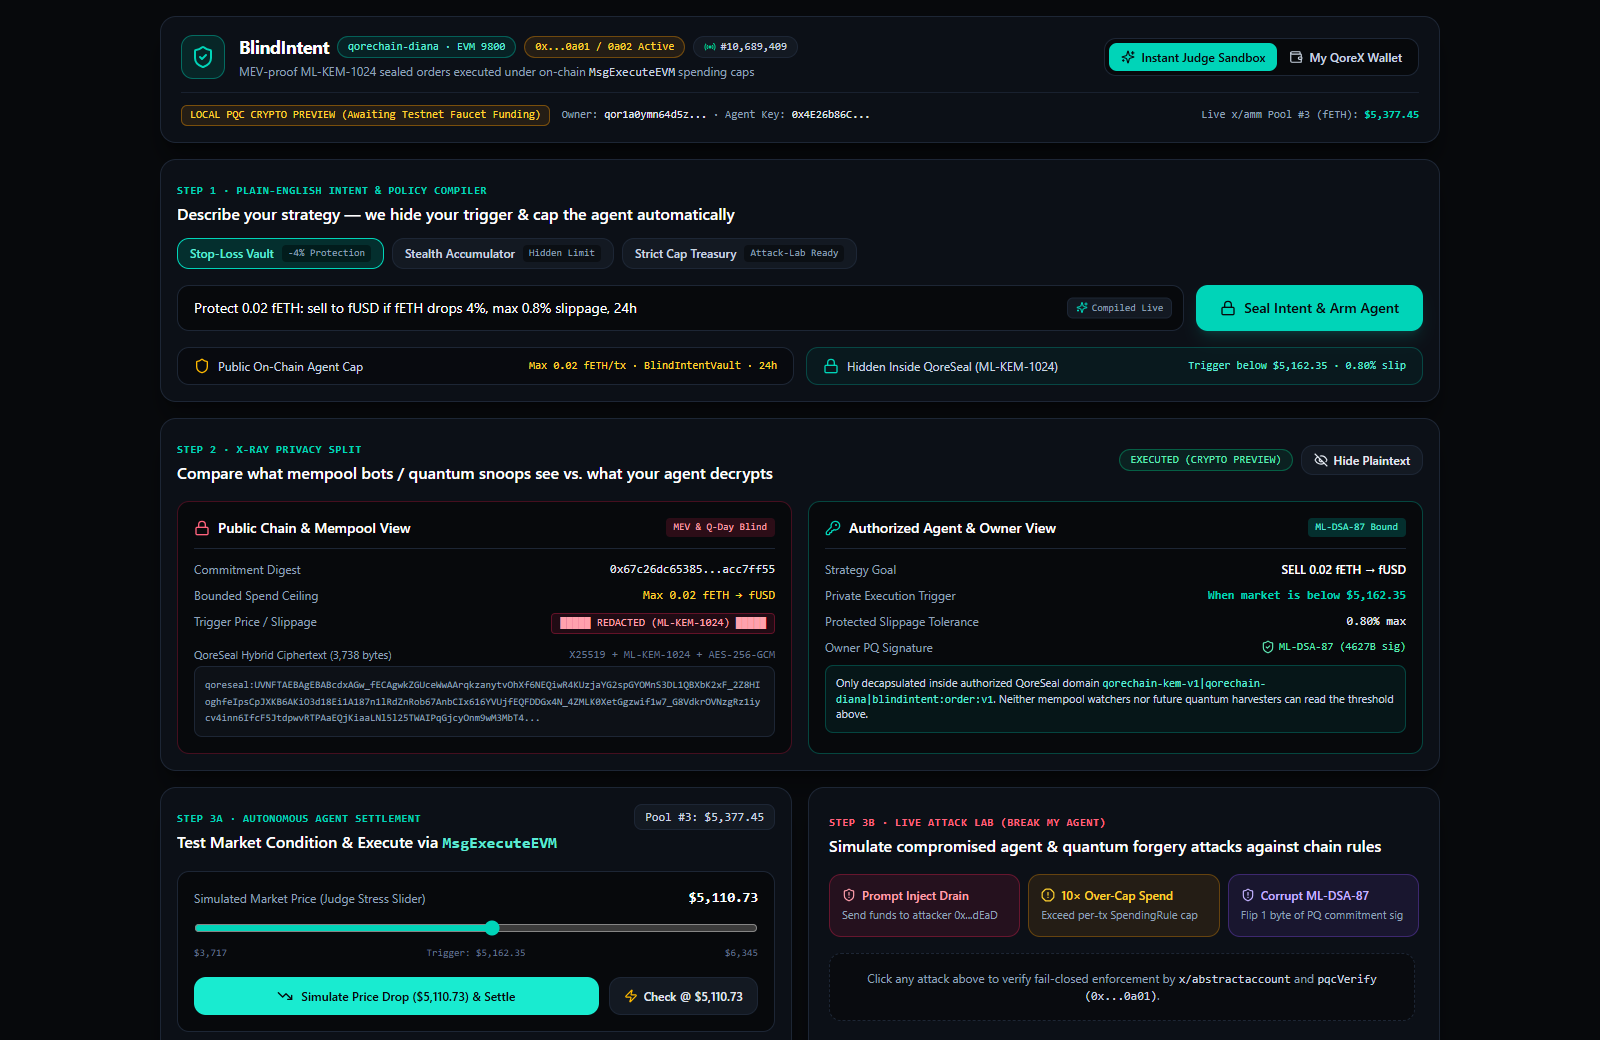 BlindIntent
qorechain-diana · EVM 9800
0x...0a01 / 0a02 Active
#10,689,409
MEV-proof ML-KEM-1024 sealed orders executed under on-chain MsgExecuteEVM spending caps
Instant Judge Sandbox
My QoreX Wallet
LOCAL PQC CRYPTO PREVIEW (Awaiting Testnet Faucet Funding)
Owner: qor1a0ymn64d5z... · Agent Key: 0x4E26b86C...
Live x/amm Pool #3 (fETH): $5,377.45
STEP 1 · PLAIN-ENGLISH INTENT & POLICY COMPILER
Describe your strategy — we hide your trigger & cap the agent automatically
Stop-Loss Vault -4% Protection
Stealth Accumulator Hidden Limit
Strict Cap Treasury Attack-Lab Ready
Protect 0.02 fETH: sell to fUSD if fETH drops 4%, max 0.8% slippage, 24h
Compiled Live
Seal Intent & Arm Agent
Public On-Chain Agent Cap
Max 0.02 fETH/tx · BlindIntentVault · 24h
Hidden Inside QoreSeal (ML-KEM-1024)
Trigger below $5,162.35 · 0.80% slip
STEP 2 · X-RAY PRIVACY SPLIT
Compare what mempool bots / quantum snoops see vs. what your agent decrypts
EXECUTED (CRYPTO PREVIEW)
Hide Plaintext
Public Chain & Mempool View
MEV & Q-Day Blind
Commitment Digest
0x67c26dc65385...acc7ff55
Bounded Spend Ceiling
Max 0.02 fETH → fUSD
Trigger Price / Slippage
█████ REDACTED (ML-KEM-1024) █████
QoreSeal Hybrid Ciphertext (3,738 bytes)
X25519 + ML-KEM-1024 + AES-256-GCM
Authorized Agent & Owner View
ML-DSA-87 Bound
Strategy Goal
SELL 0.02 fETH → fUSD
Private Execution Trigger
When market is below $5,162.35
Protected Slippage Tolerance
0.80% max
Owner PQ Signature
ML-DSA-87 (4627B sig)
Only decapsulated inside authorized QoreSeal domain qorechain-kem-v1|qorechain-
diana|blindintent:order:v1. Neither mempool watchers nor future quantum harvesters can read the threshold
above.
STEP 3A · AUTONOMOUS AGENT SETTLEMENT
Pool #3: $5,377.45
Test Market Condition & Execute via MsgExecuteEVM
Simulated Market Price (Judge Stress Slider)
$5,110.73
$3,717
Trigger: $5,162.35
$6,345
Simulate Price Drop ($5,110.73) & Settle
Check @ $5,110.73
STEP 3B · LIVE ATTACK LAB (BREAK MY AGENT)
Simulate compromised agent & quantum forgery attacks against chain rules
Prompt Inject Drain
Send funds to attacker 0x...dEaD
10× Over-Cap Spend
Exceed per-tx SpendingRule cap
Corrupt ML-DSA-87
Flip 1 byte of PQ commitment sig
Click any attack above to verify fail-closed enforcement by x/abstractaccount and pqcVerify
(0x...0a01).